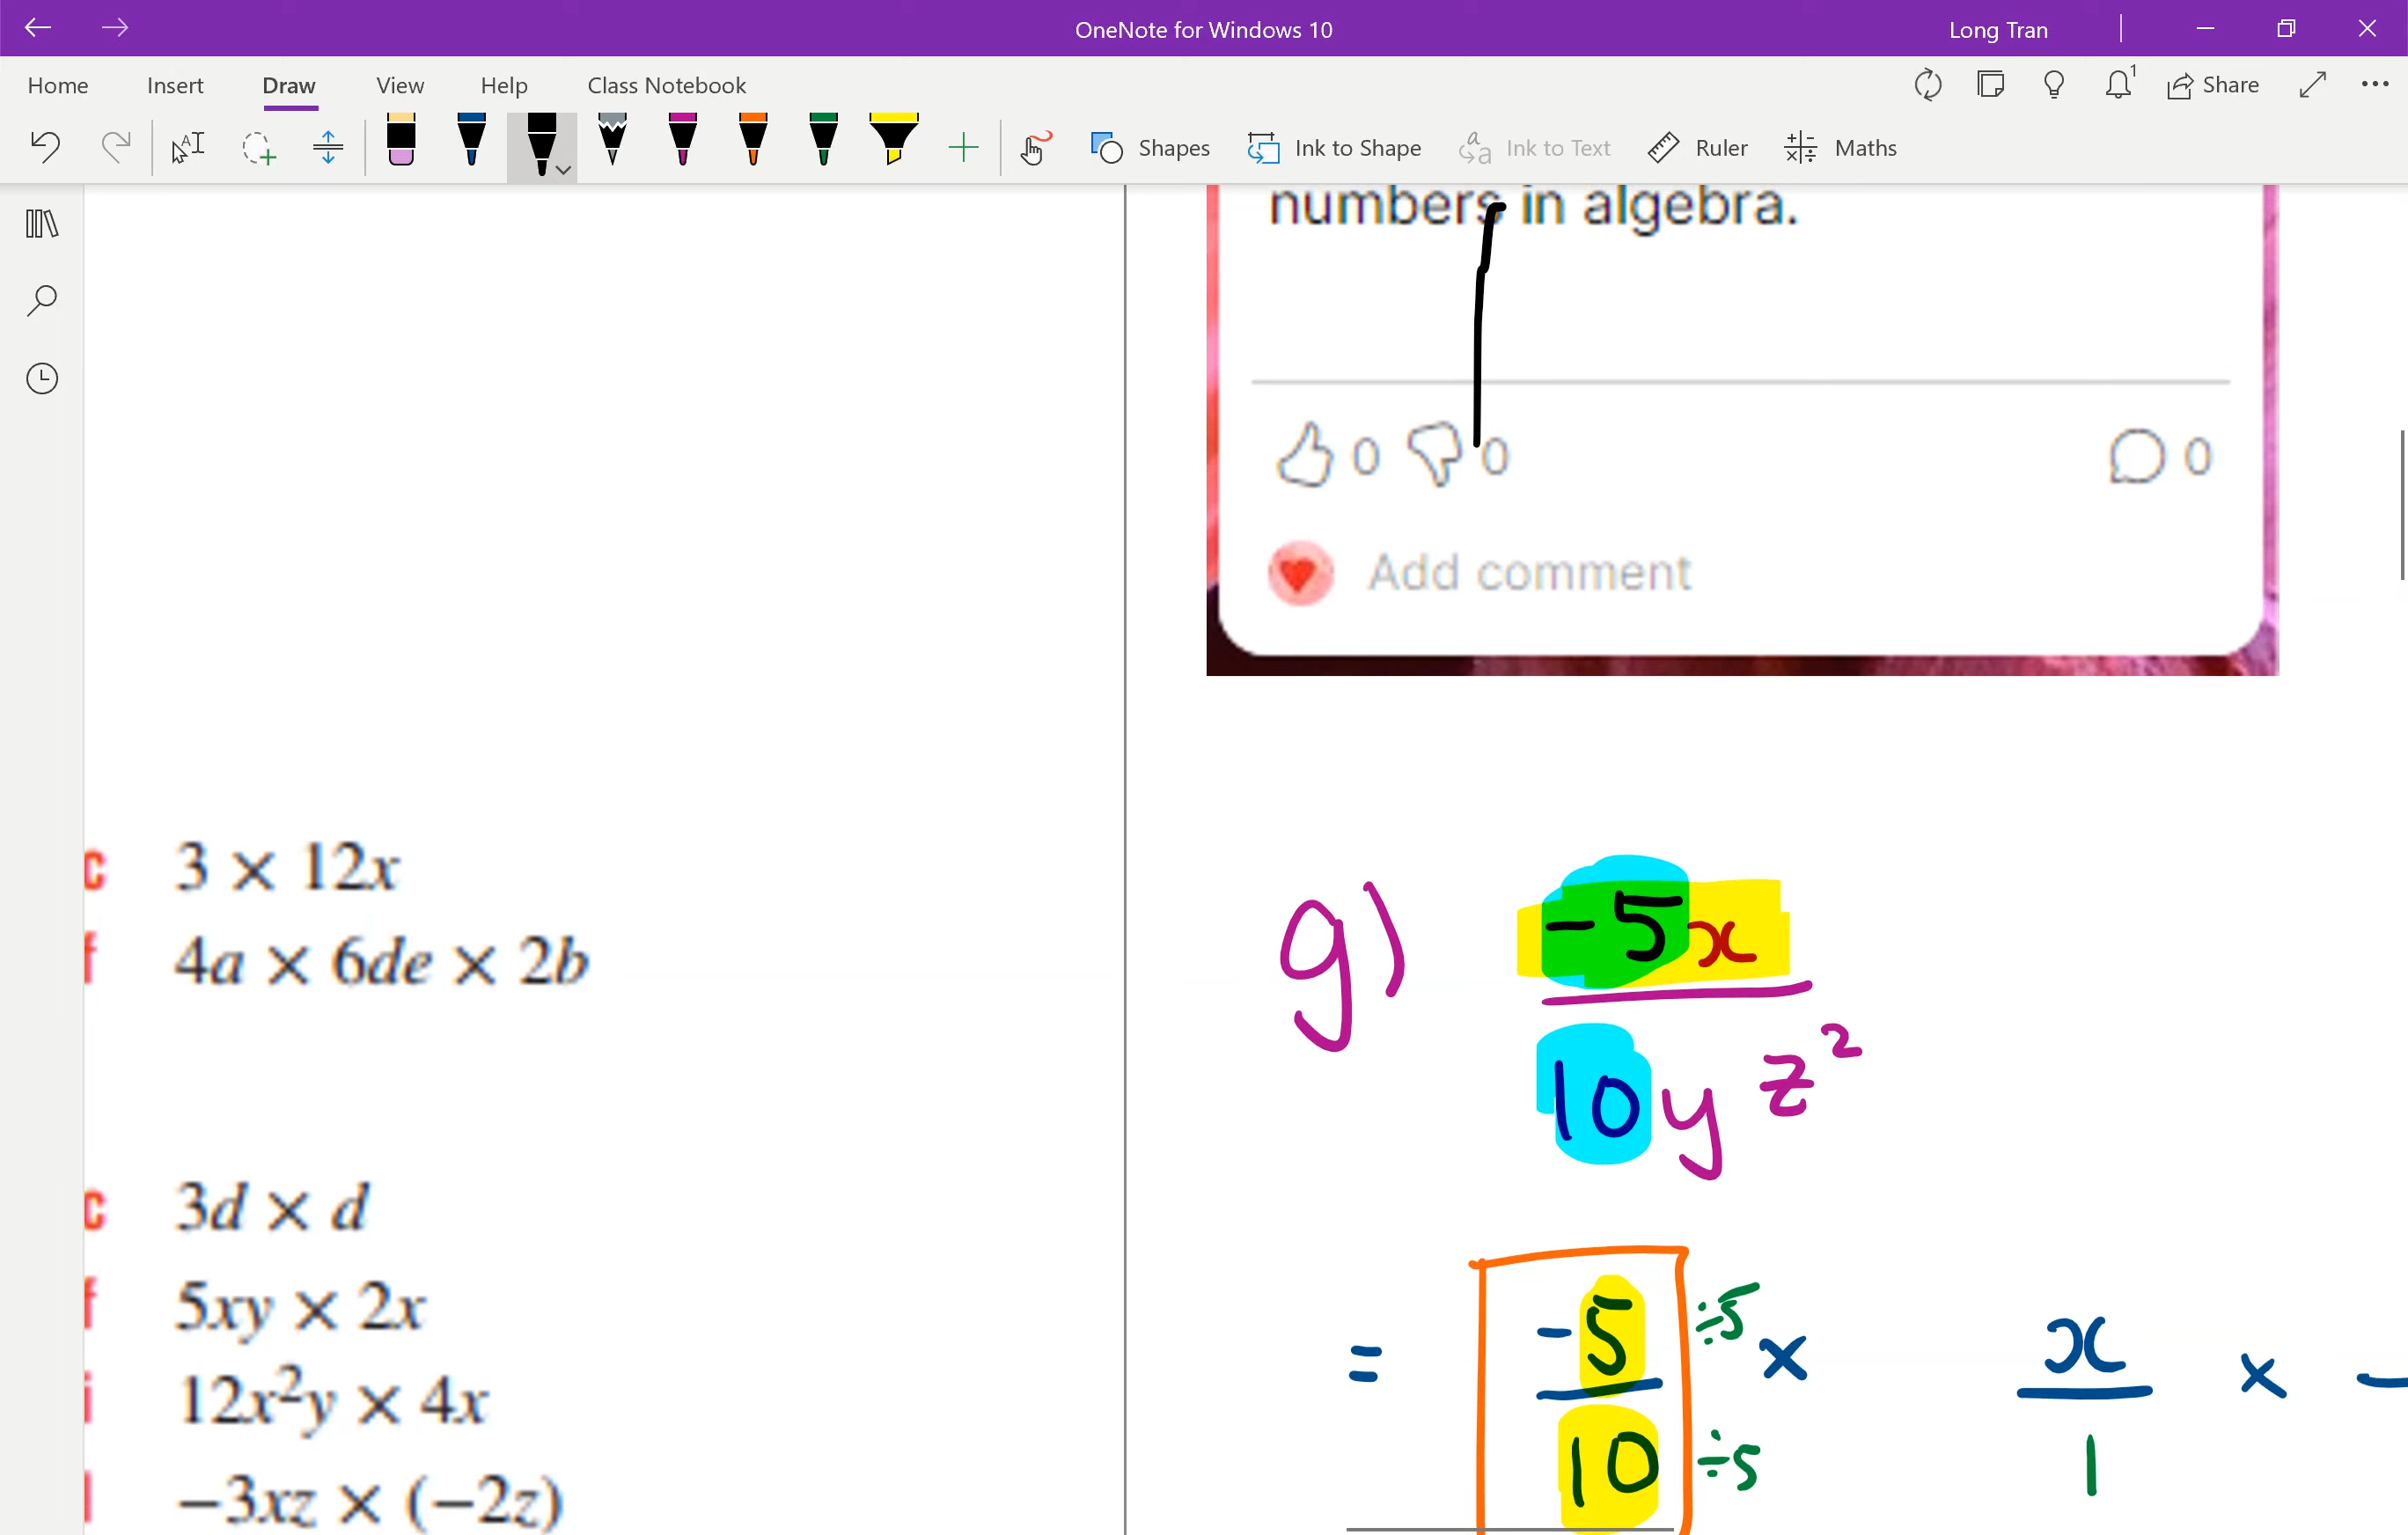 OneNote for Windows 10
Long Tran
Home Insert Draw View Help Class Notebook
1
Share
Shapes Ink to Shape Ink to Text Ruler Maths
numbers in algebra.
0 0 0
Add comment
c 3 × 12x
f 4a × 6de × 2b
c 3d × d
f 5xy × 2x
i 12x²y × 4x
l −3xz × (−2z)
g) -5x
10yz²
= -5 ÷5 × x × 
10 ÷5 1